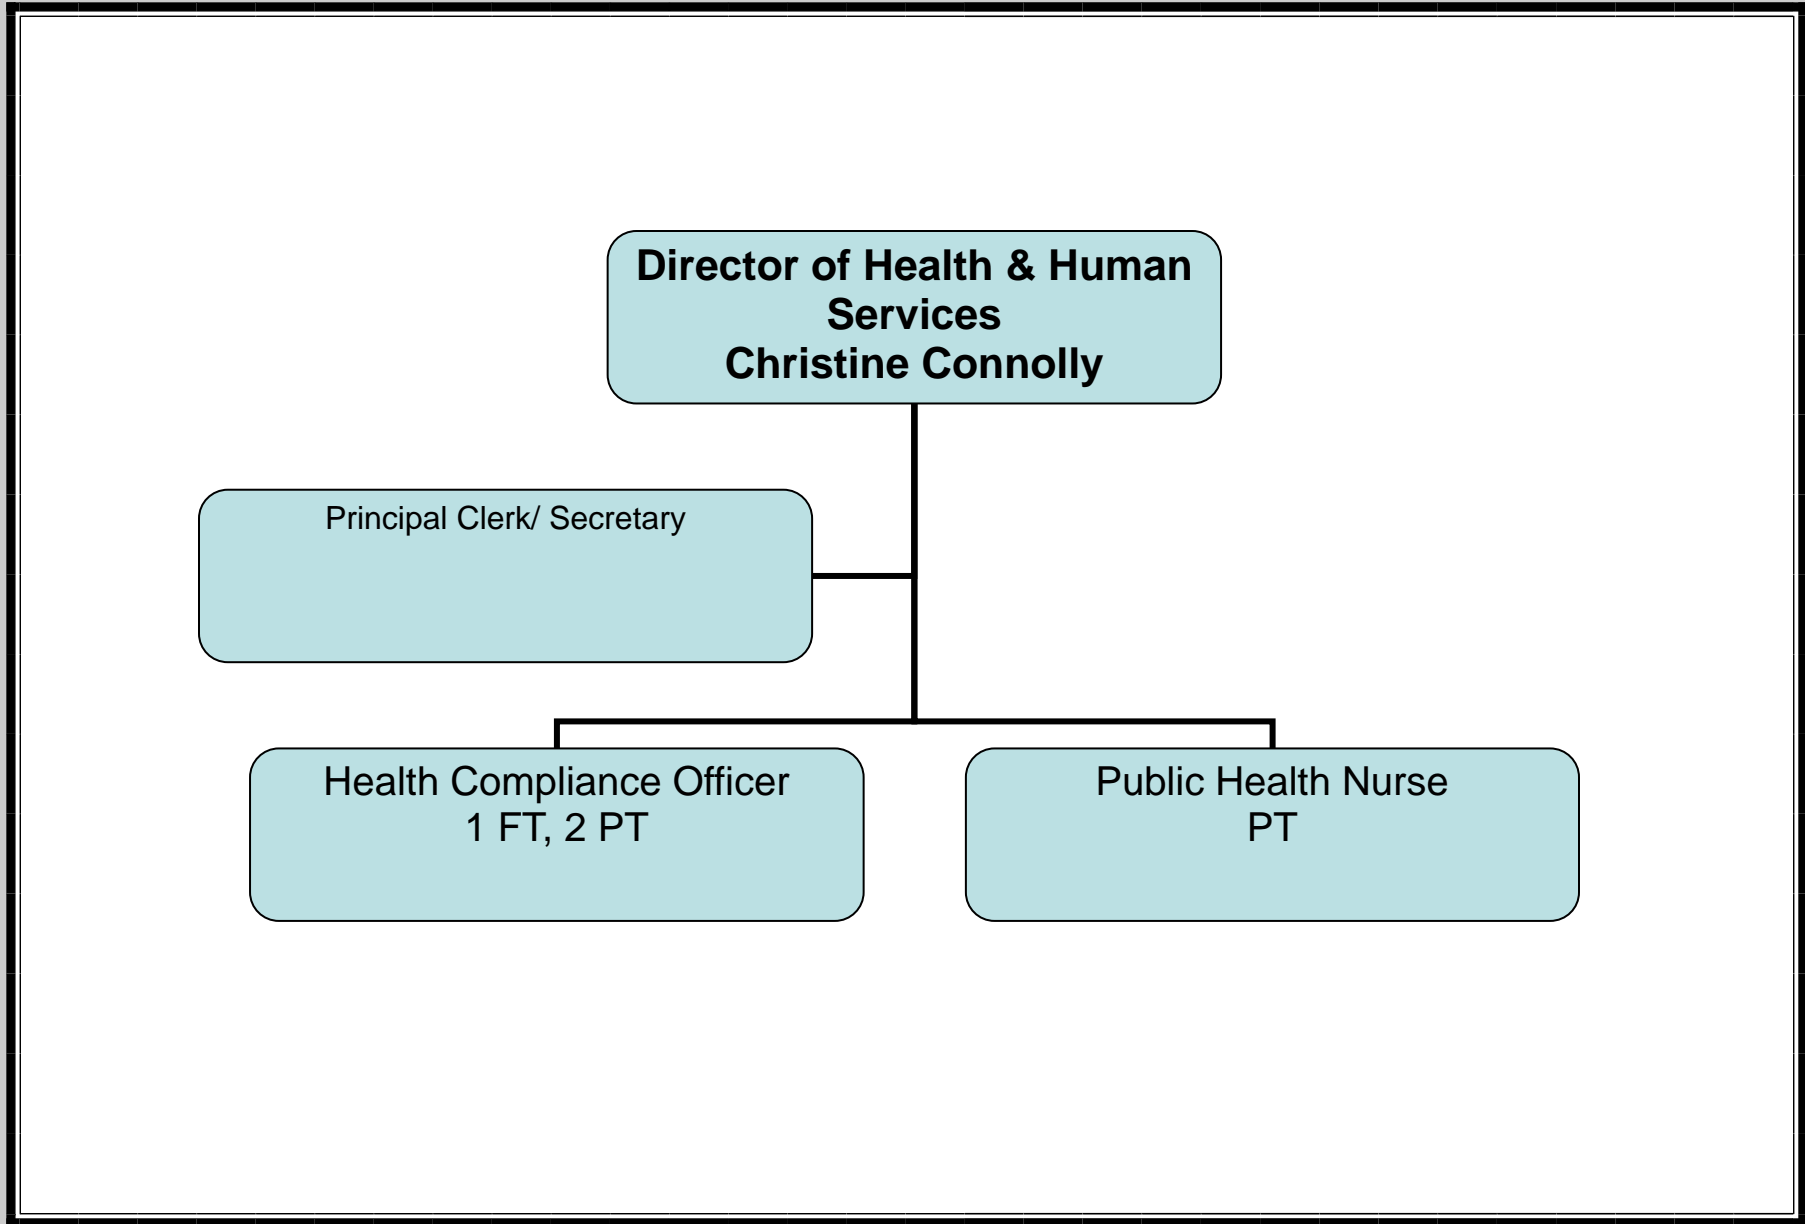 Director of Health & Human
Services
Christine Connolly
Principal Clerk/ Secretary
Health Compliance Officer
1 FT, 2 PT
Public Health Nurse
PT